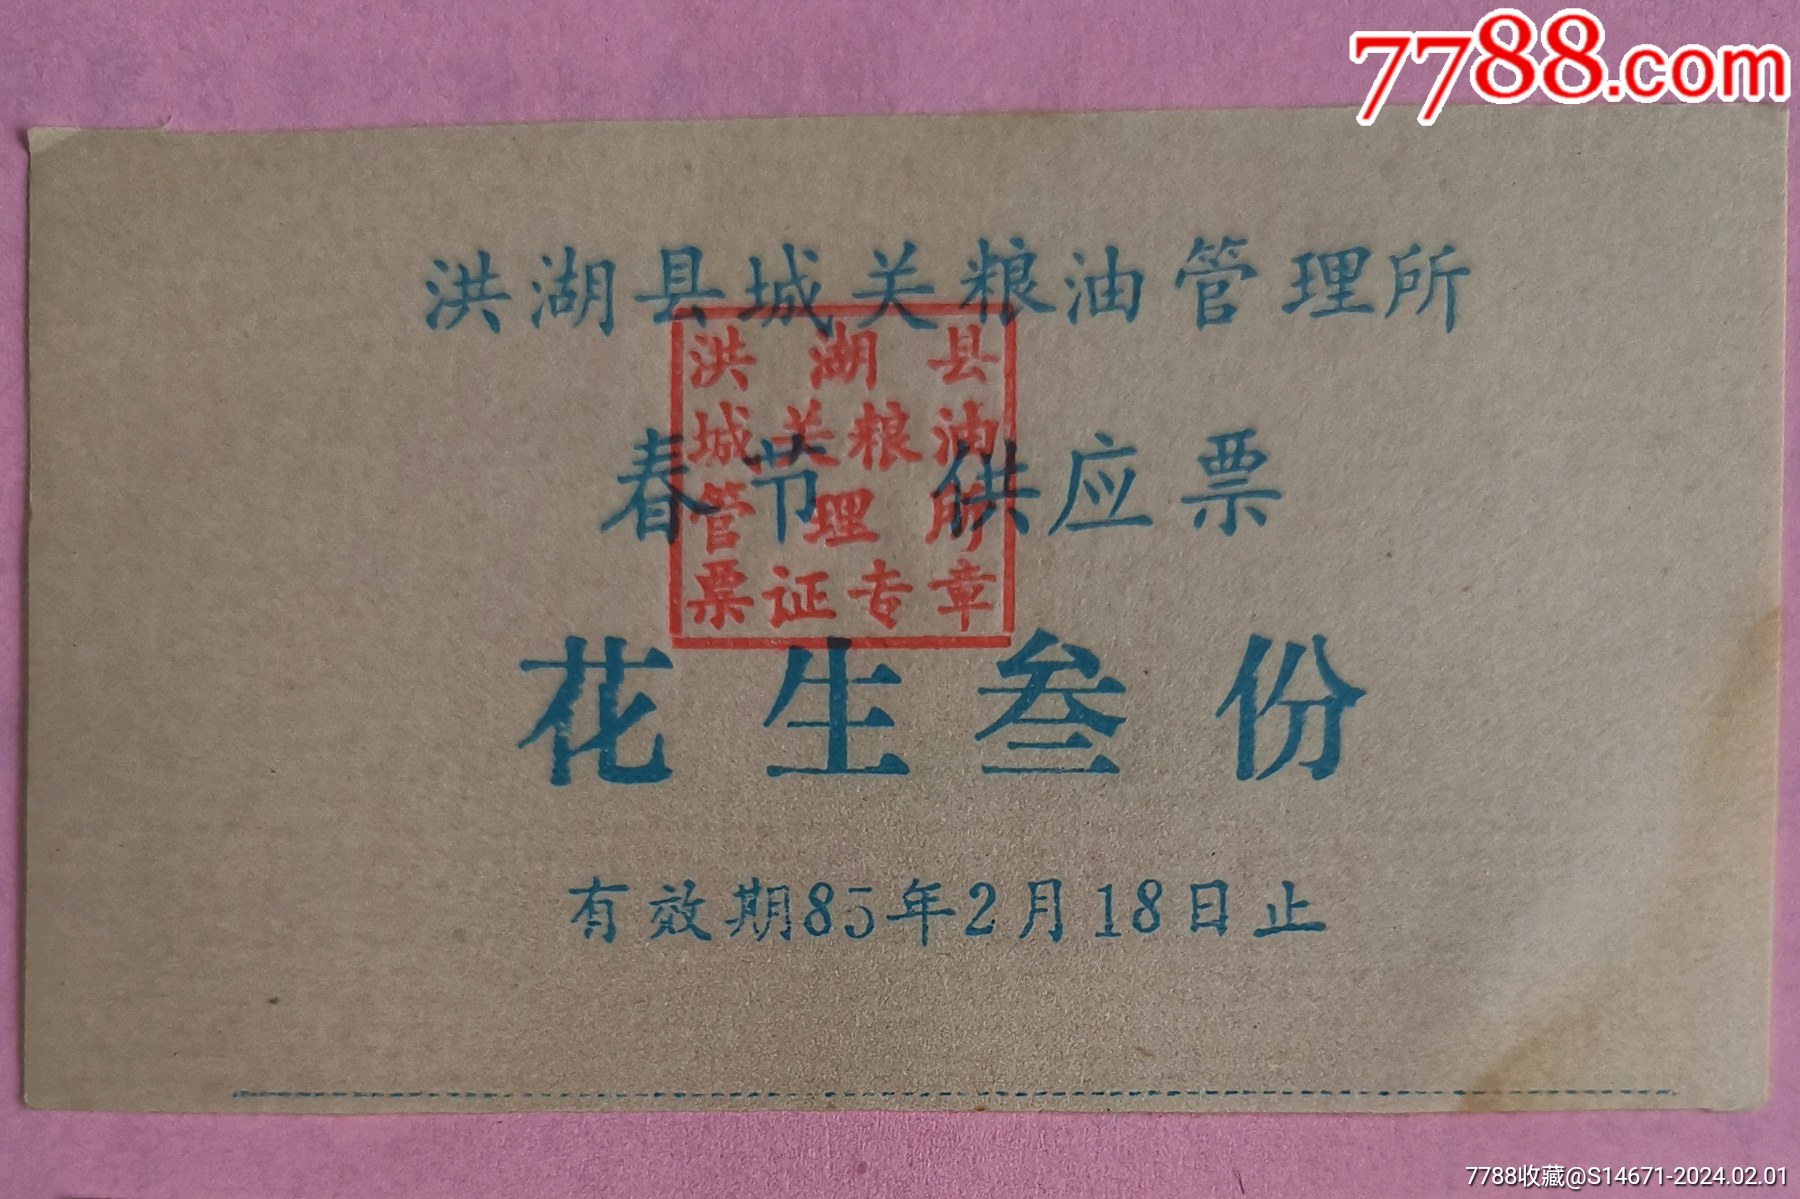 7788.com
洪湖县城关粮油管理所
洪湖县
城关粮油
管理所
票证专章
春节 供应票
花生叁份
有效期85年2月18日止
7788收藏@S14671-2024.02.01